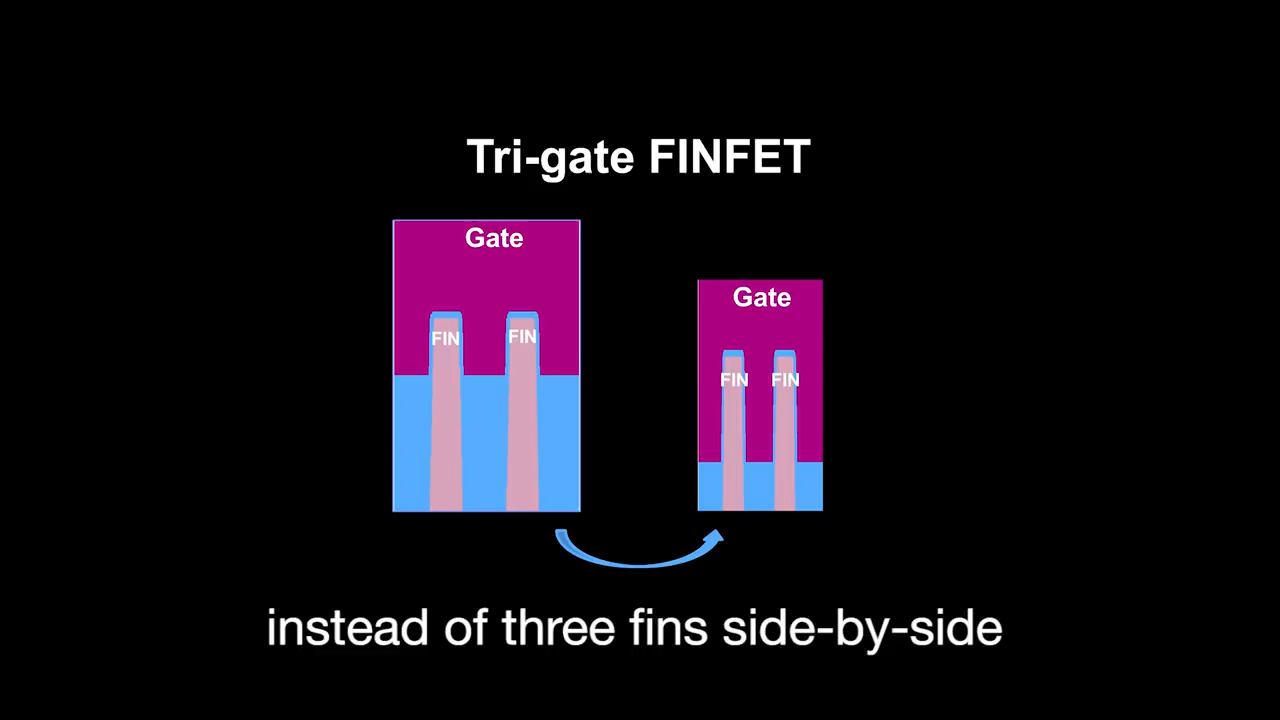 Tri-gate FINFET
Gate
Gate
FIN
FIN
FIN
FIN
instead of three fins side-by-side